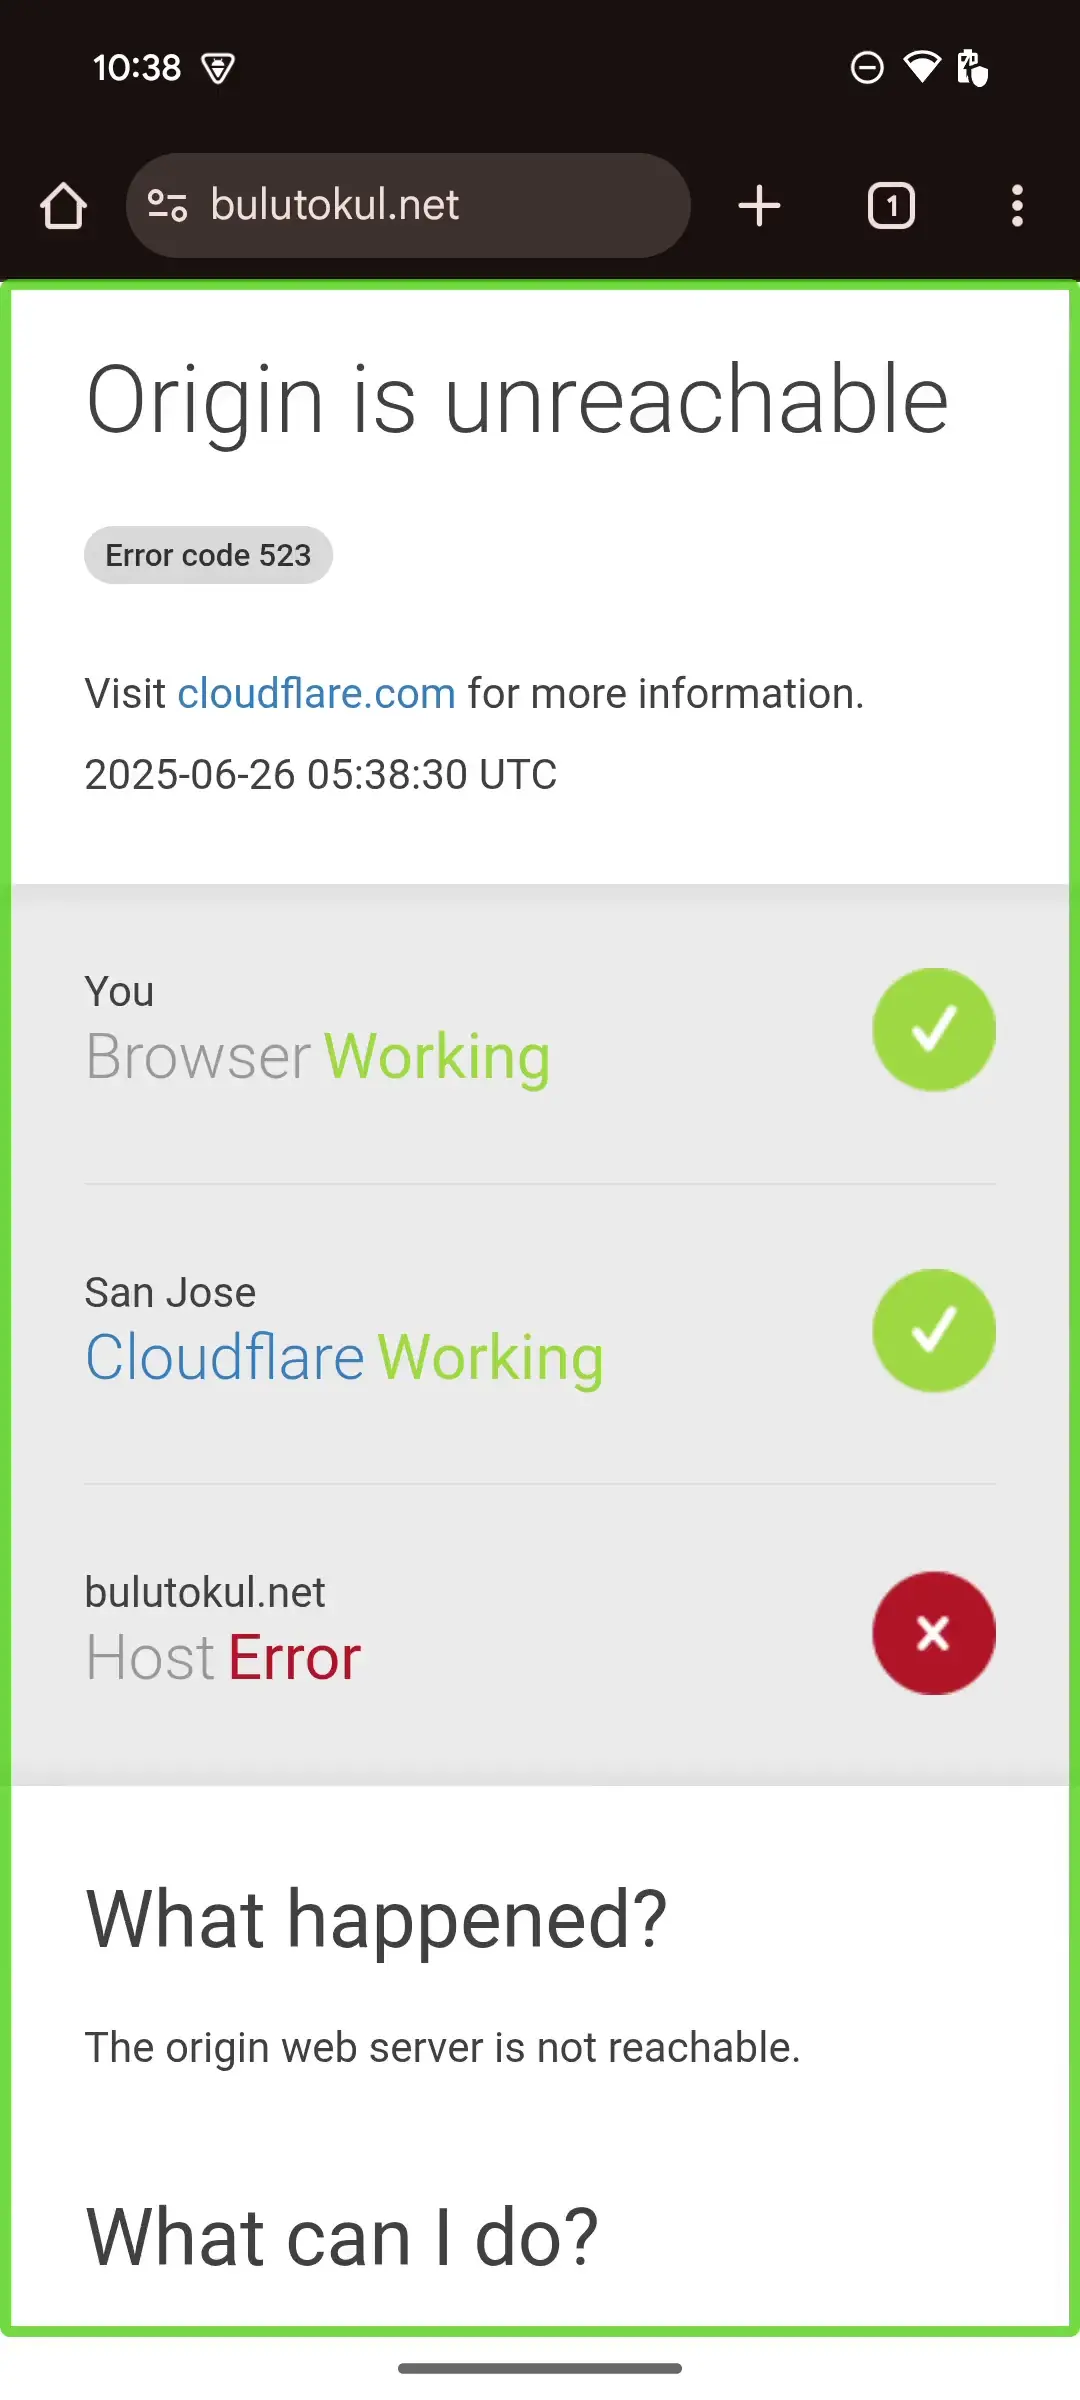 10:38
bulutokul.net
1
Origin is unreachable
Error code 523
Visit cloudflare.com for more information.
2025-06-26 05:38:30 UTC
You
Browser Working
San Jose
Cloudflare Working
bulutokul.net
Host Error
What happened?
The origin web server is not reachable.
What can I do?